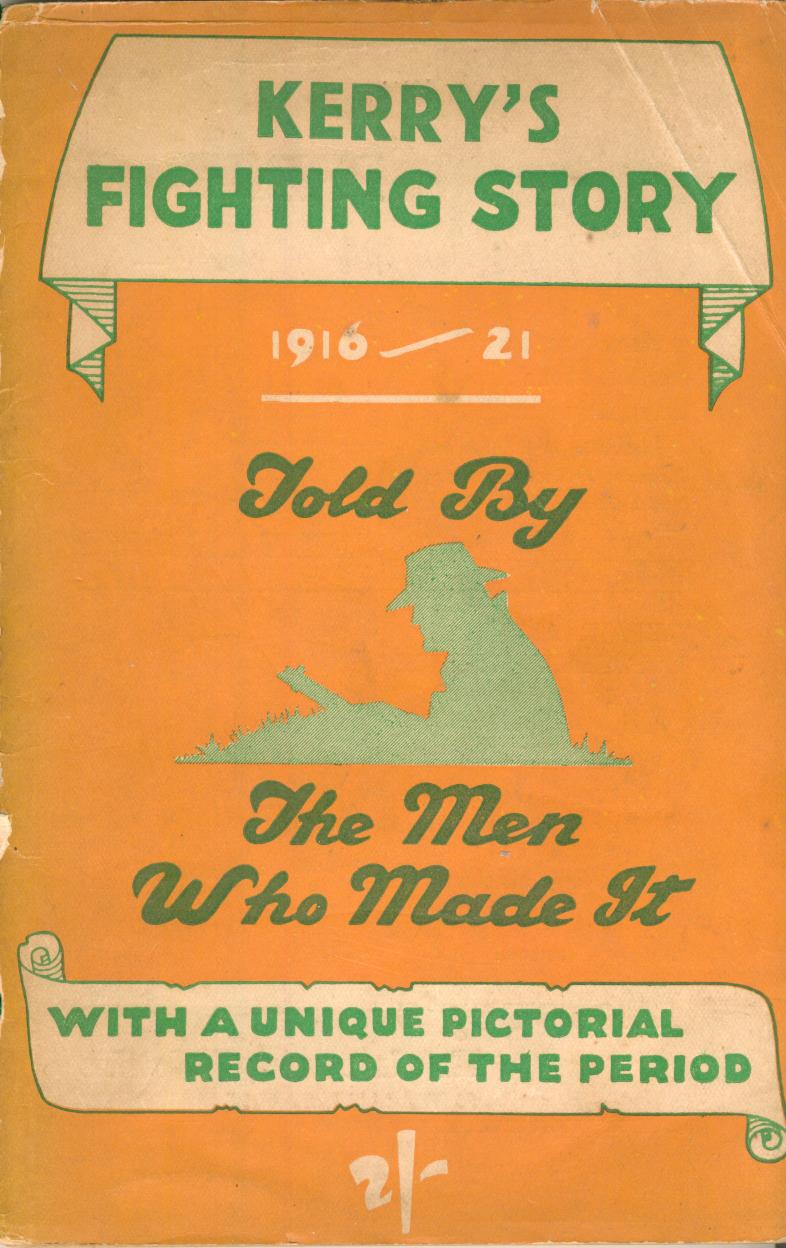 KERRY'S
FIGHTING STORY
1916 — 21
Told By
The Men
Who Made It
WITH A UNIQUE PICTORIAL
RECORD OF THE PERIOD
2/-